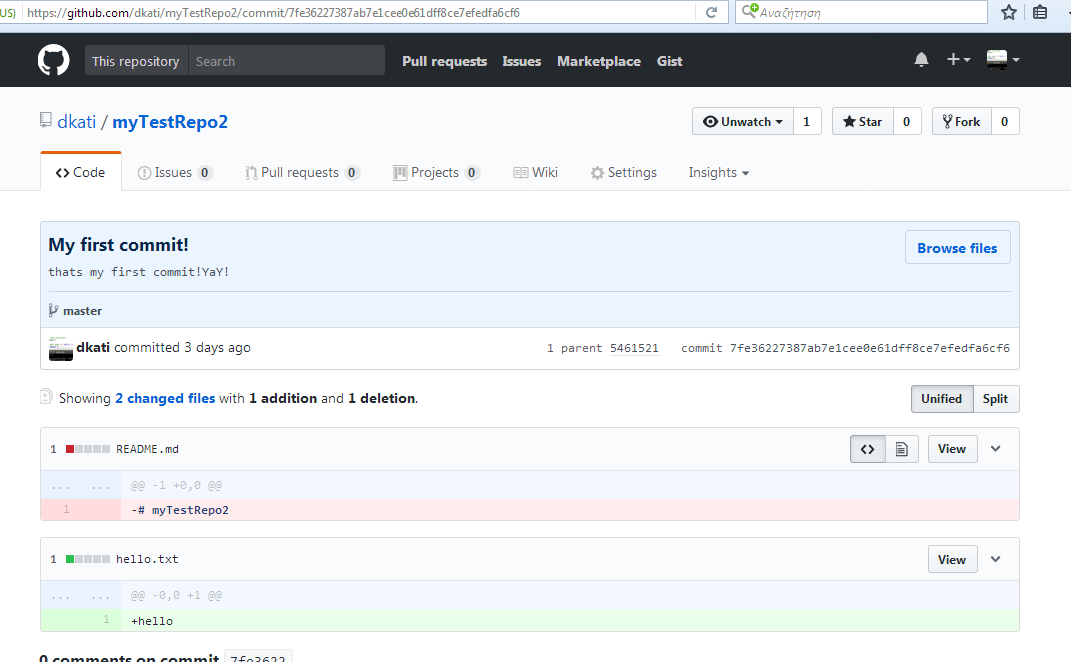 US) https://github.com/dkati/myTestRepo2/commit/7fe36227387ab7e1cee0e61dff8ce7efedfa6cf6 Αναζήτηση
This repository Search Pull requests Issues Marketplace Gist
dkati / myTestRepo2 Unwatch 1 Star 0 Fork 0
Code Issues 0 Pull requests 0 Projects 0 Wiki Settings Insights
My first commit! Browse files
thats my first commit!YaY!
master
dkati committed 3 days ago 1 parent 5461521 commit 7fe36227387ab7e1cee0e61dff8ce7efedfa6cf6
Showing 2 changed files with 1 addition and 1 deletion. Unified Split
1 README.md <> View
... ... @@ -1 +0,0 @@
1 -# myTestRepo2
1 hello.txt View
... ... @@ -0,0 +1 @@
1 +hello
0 comments on commit 7fe3622